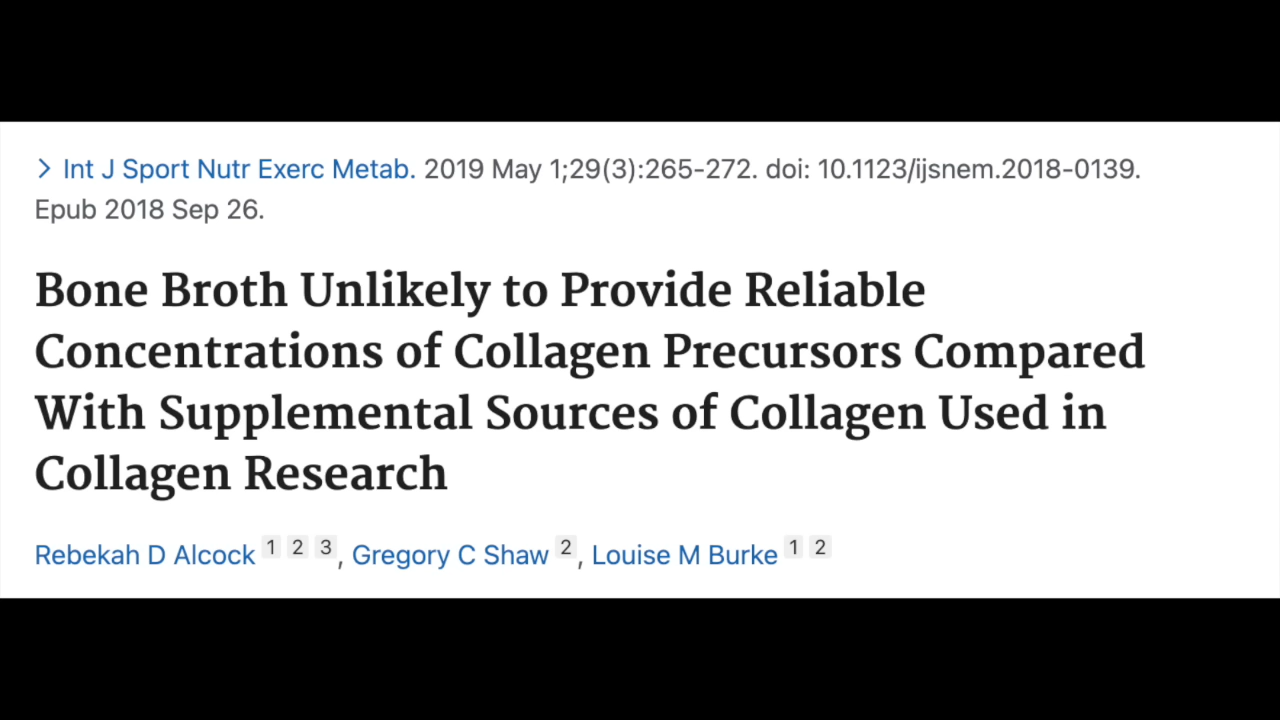 > Int J Sport Nutr Exerc Metab. 2019 May 1;29(3):265-272. doi: 10.1123/ijsnem.2018-0139.
Epub 2018 Sep 26.
Bone Broth Unlikely to Provide Reliable
Concentrations of Collagen Precursors Compared
With Supplemental Sources of Collagen Used in
Collagen Research
Rebekah D Alcock 1 2 3, Gregory C Shaw 2, Louise M Burke 1 2